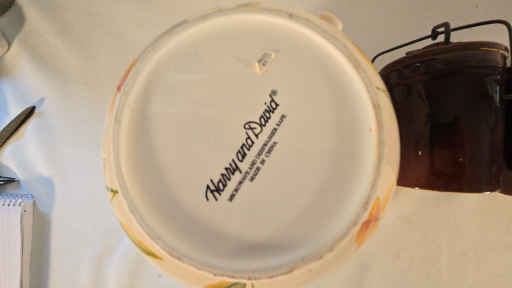 Harry and David®
MICROWAVE AND DISHWASHER SAFE
MADE IN CHINA